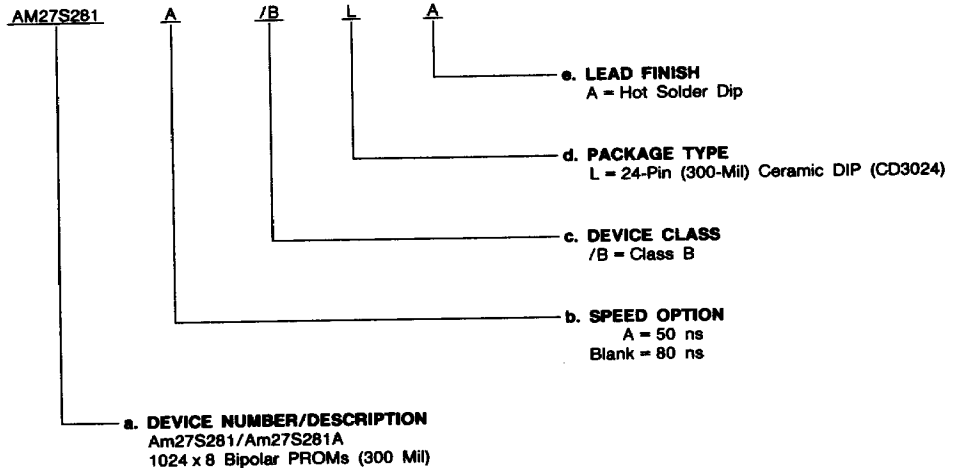 AM27S281 A /B L A
e. LEAD FINISH
A = Hot Solder Dip
d. PACKAGE TYPE
L = 24-Pin (300-Mil) Ceramic DIP (CD3024)
c. DEVICE CLASS
/B = Class B
b. SPEED OPTION
A = 50 ns
Blank = 80 ns
a. DEVICE NUMBER/DESCRIPTION
Am27S281/Am27S281A
1024 x 8 Bipolar PROMs (300 Mil)